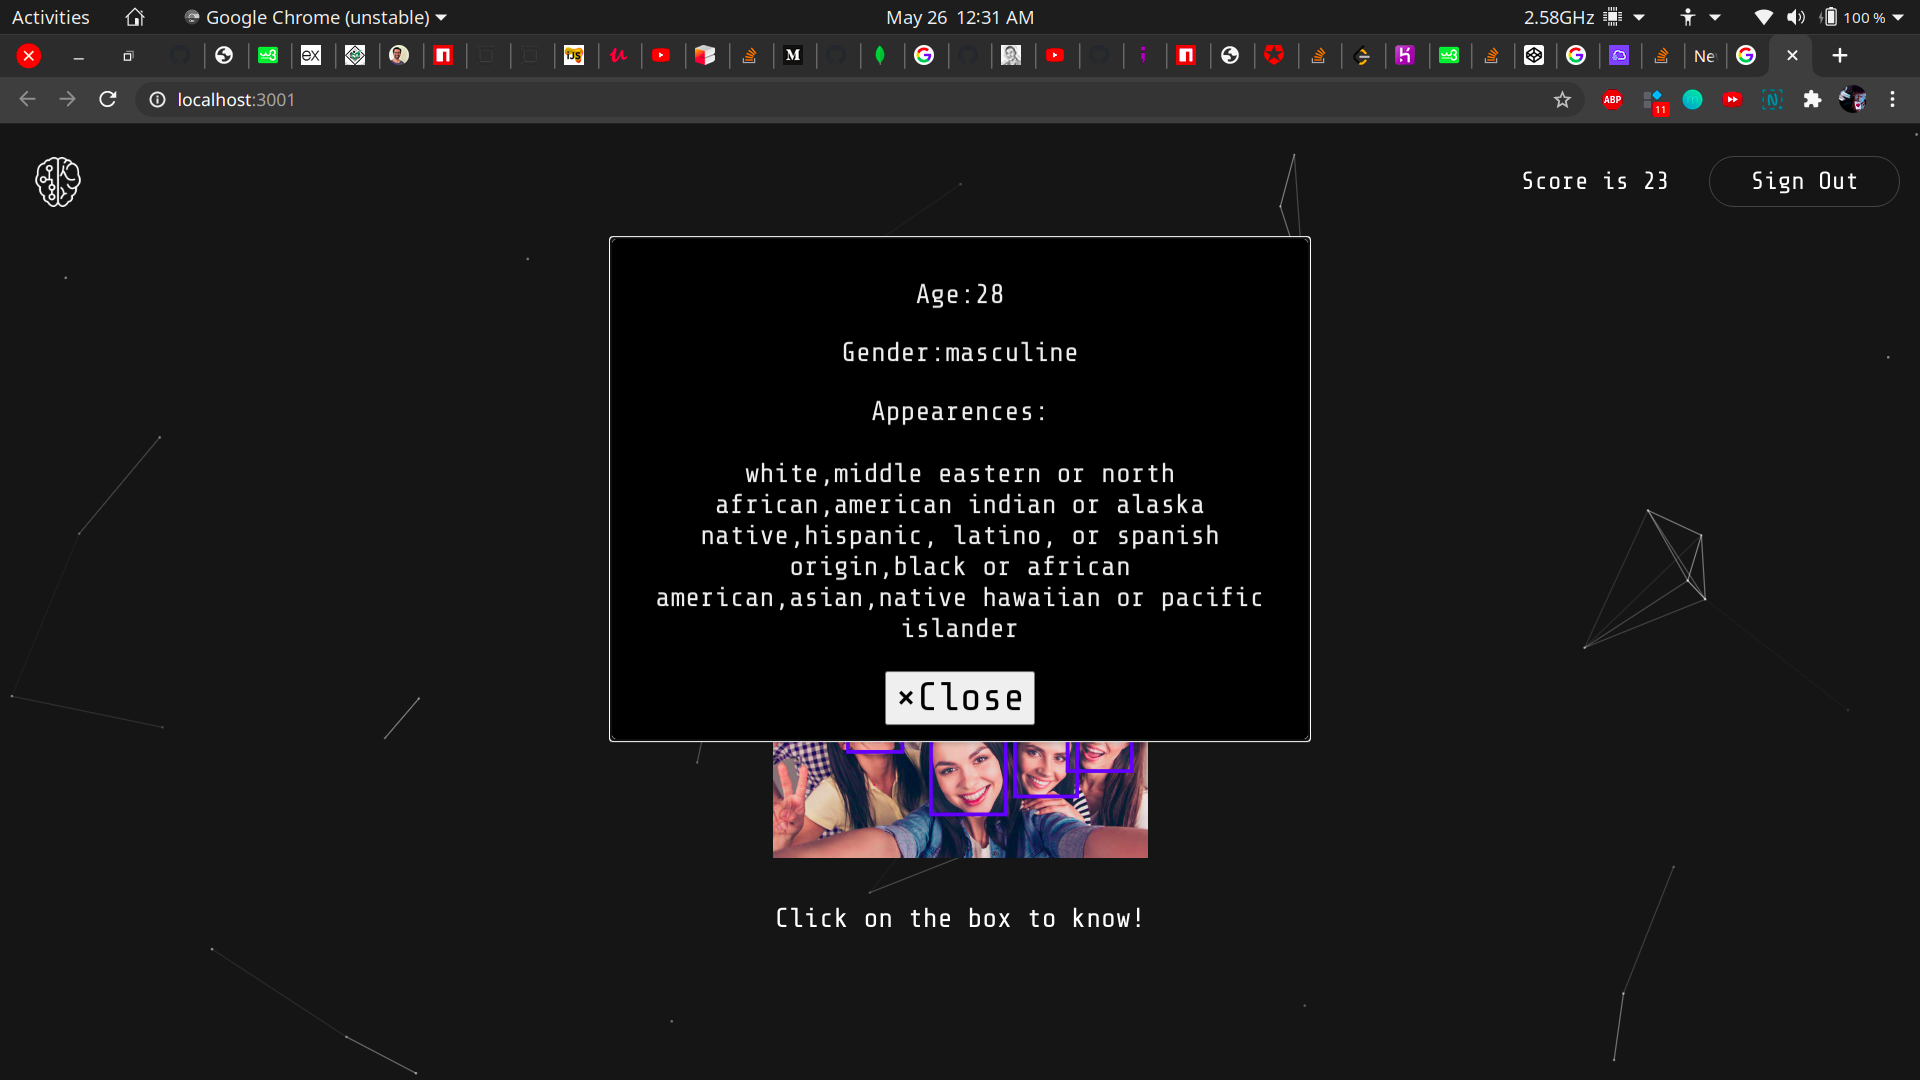 Activities
Google Chrome (unstable)
May 26 12:31 AM
2.58GHz
100 %
Ne
localhost:3001
ABP
11
Score is 23
Sign Out
Age:28
Gender:masculine
Appearences:
white,middle eastern or north
african,american indian or alaska
native,hispanic, latino, or spanish
origin,black or african
american,asian,native hawaiian or pacific
islander
×Close
Click on the box to know!